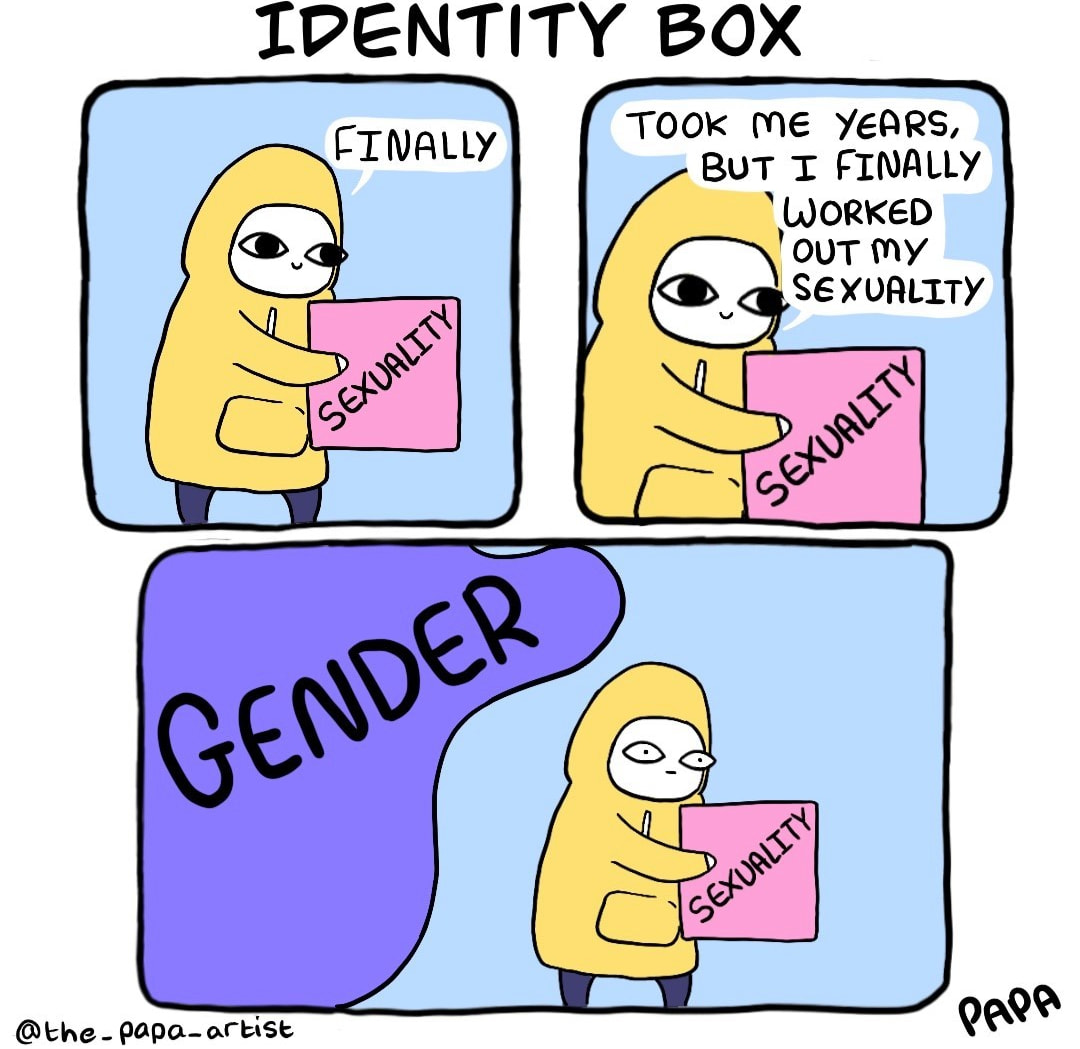 IDENTITY BOX
FINALLY
SEXUALITY
TOOK ME YEARS,
BUT I FINALLY
WORKED
OUT MY
SEXUALITY
SEXUALITY
GENDER
SEXUALITY
@the_papa_artist
PAPA